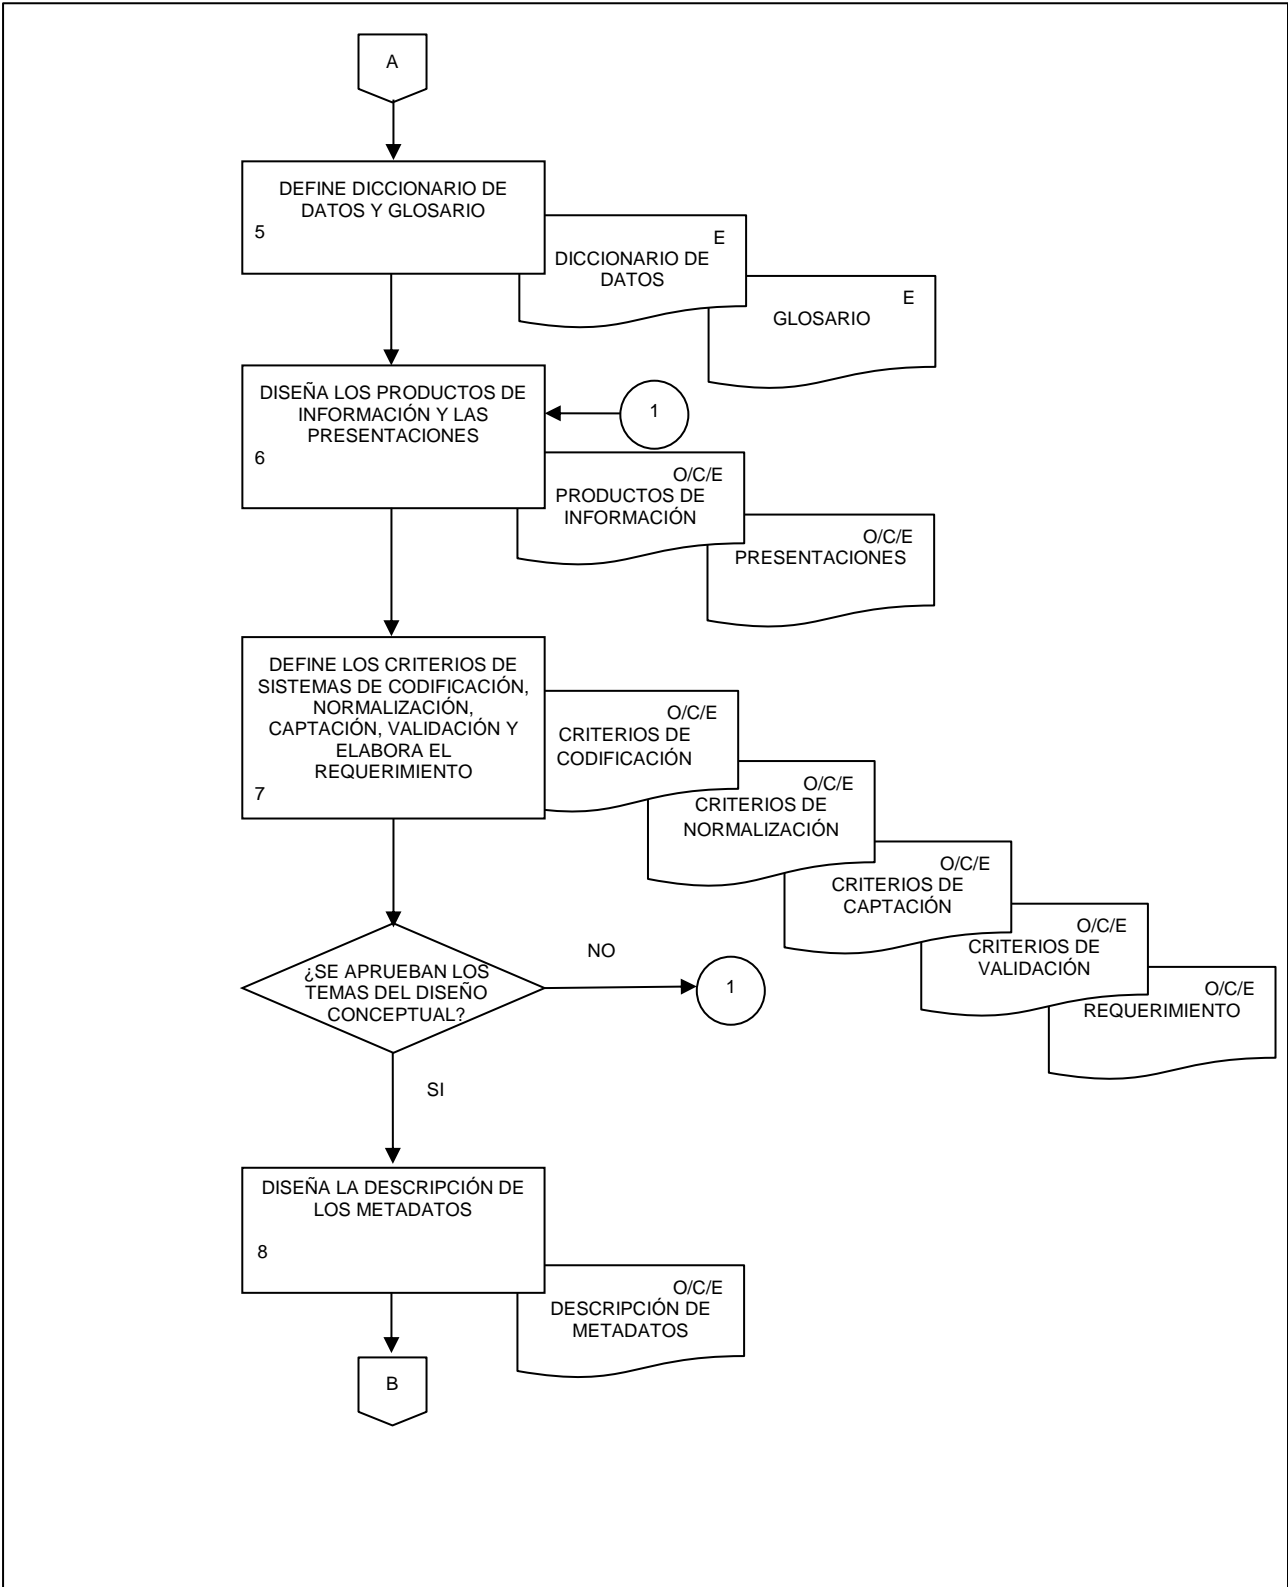 A
DEFINE DICCIONARIO DE
DATOS Y GLOSARIO
5
E
DICCIONARIO DE
DATOS
E
GLOSARIO
DISEÑA LOS PRODUCTOS DE
INFORMACIÓN Y LAS
PRESENTACIONES
6
1
O/C/E
PRODUCTOS DE
INFORMACIÓN
O/C/E
PRESENTACIONES
DEFINE LOS CRITERIOS DE
SISTEMAS DE CODIFICACIÓN,
NORMALIZACIÓN,
CAPTACIÓN, VALIDACIÓN Y
ELABORA EL
REQUERIMIENTO
7
O/C/E
CRITERIOS DE
CODIFICACIÓN
O/C/E
CRITERIOS DE
NORMALIZACIÓN
O/C/E
CRITERIOS DE
CAPTACIÓN
O/C/E
CRITERIOS DE
VALIDACIÓN
O/C/E
REQUERIMIENTO
¿SE APRUEBAN LOS
TEMAS DEL DISEÑO
CONCEPTUAL?
NO
1
SI
DISEÑA LA DESCRIPCIÓN DE
LOS METADATOS
8
O/C/E
DESCRIPCIÓN DE
METADATOS
B